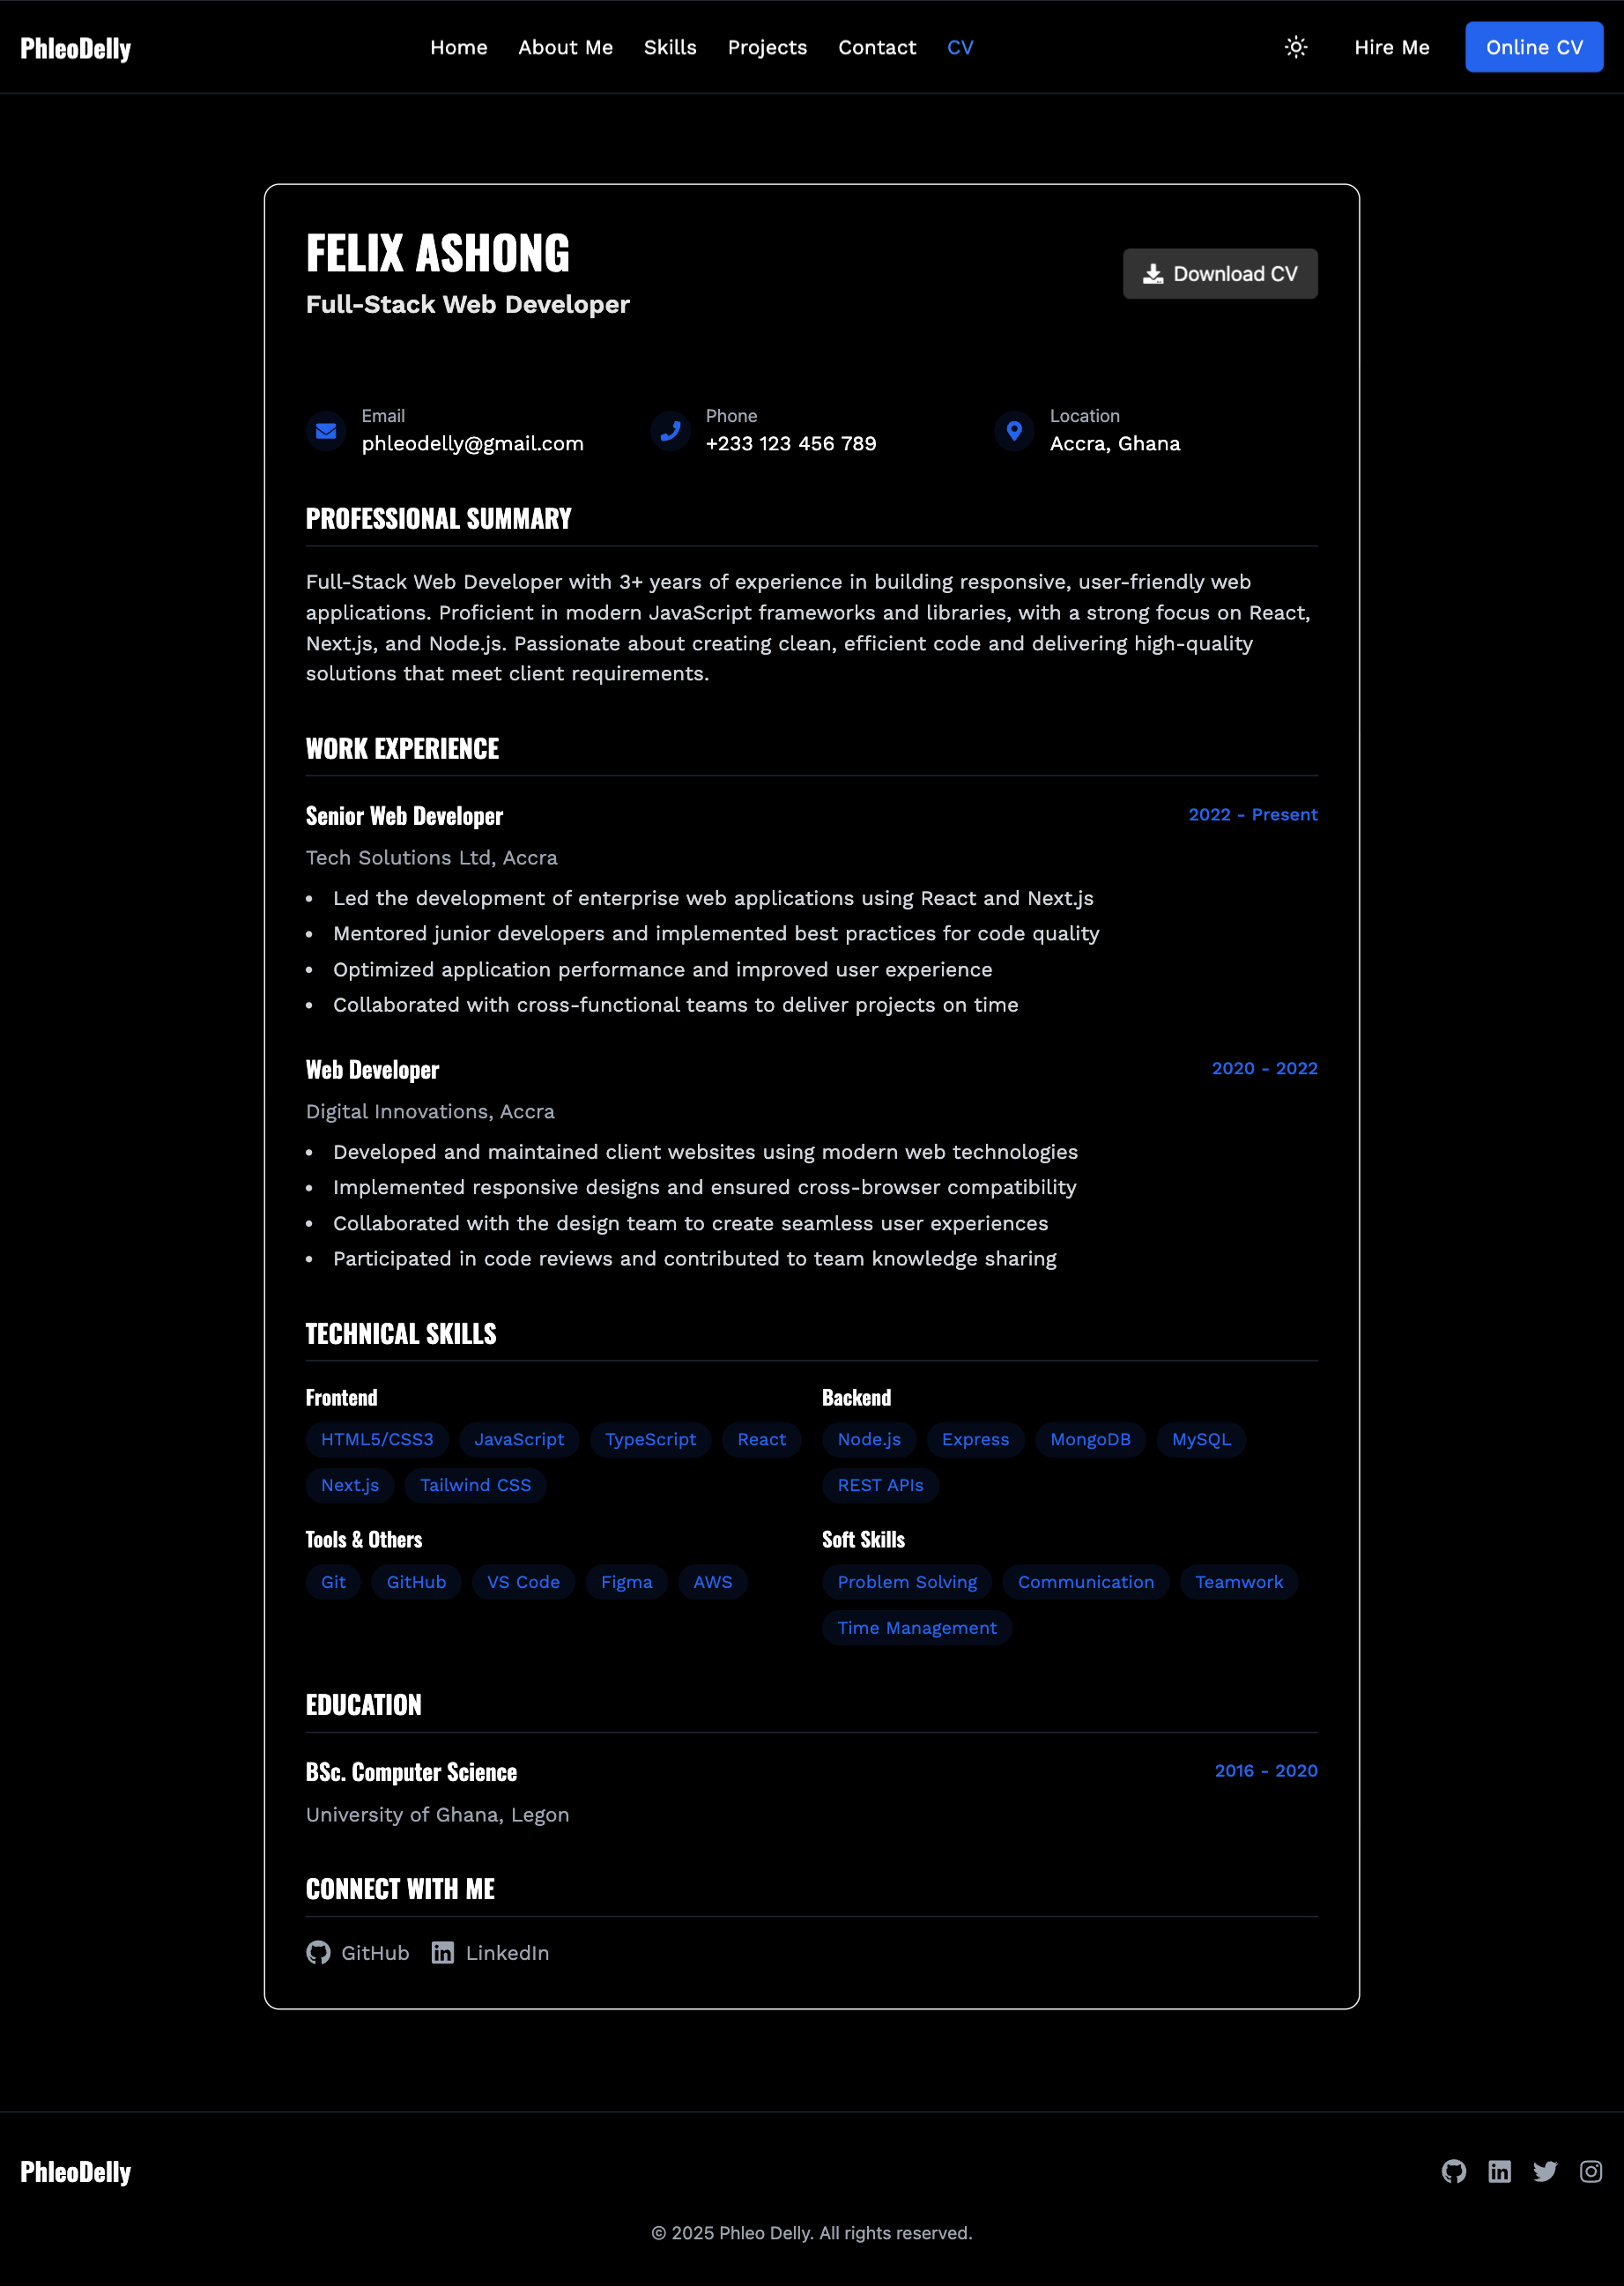 PhleoDelly
Home About Me Skills Projects Contact CV
Hire Me
Online CV
FELIX ASHONG
Full-Stack Web Developer
Download CV
Email
phleodelly@gmail.com
Phone
+233 123 456 789
Location
Accra, Ghana
PROFESSIONAL SUMMARY
Full-Stack Web Developer with 3+ years of experience in building responsive, user-friendly web
applications. Proficient in modern JavaScript frameworks and libraries, with a strong focus on React,
Next.js, and Node.js. Passionate about creating clean, efficient code and delivering high-quality
solutions that meet client requirements.
WORK EXPERIENCE
Senior Web Developer
2022 - Present
Tech Solutions Ltd, Accra
• Led the development of enterprise web applications using React and Next.js
• Mentored junior developers and implemented best practices for code quality
• Optimized application performance and improved user experience
• Collaborated with cross-functional teams to deliver projects on time
Web Developer
2020 - 2022
Digital Innovations, Accra
• Developed and maintained client websites using modern web technologies
• Implemented responsive designs and ensured cross-browser compatibility
• Collaborated with the design team to create seamless user experiences
• Participated in code reviews and contributed to team knowledge sharing
TECHNICAL SKILLS
Frontend
HTML5/CSS3 JavaScript TypeScript React
Next.js Tailwind CSS
Backend
Node.js Express MongoDB MySQL
REST APIs
Tools & Others
Git GitHub VS Code Figma AWS
Soft Skills
Problem Solving Communication Teamwork
Time Management
EDUCATION
BSc. Computer Science
2016 - 2020
University of Ghana, Legon
CONNECT WITH ME
GitHub LinkedIn
PhleoDelly
© 2025 Phleo Delly. All rights reserved.